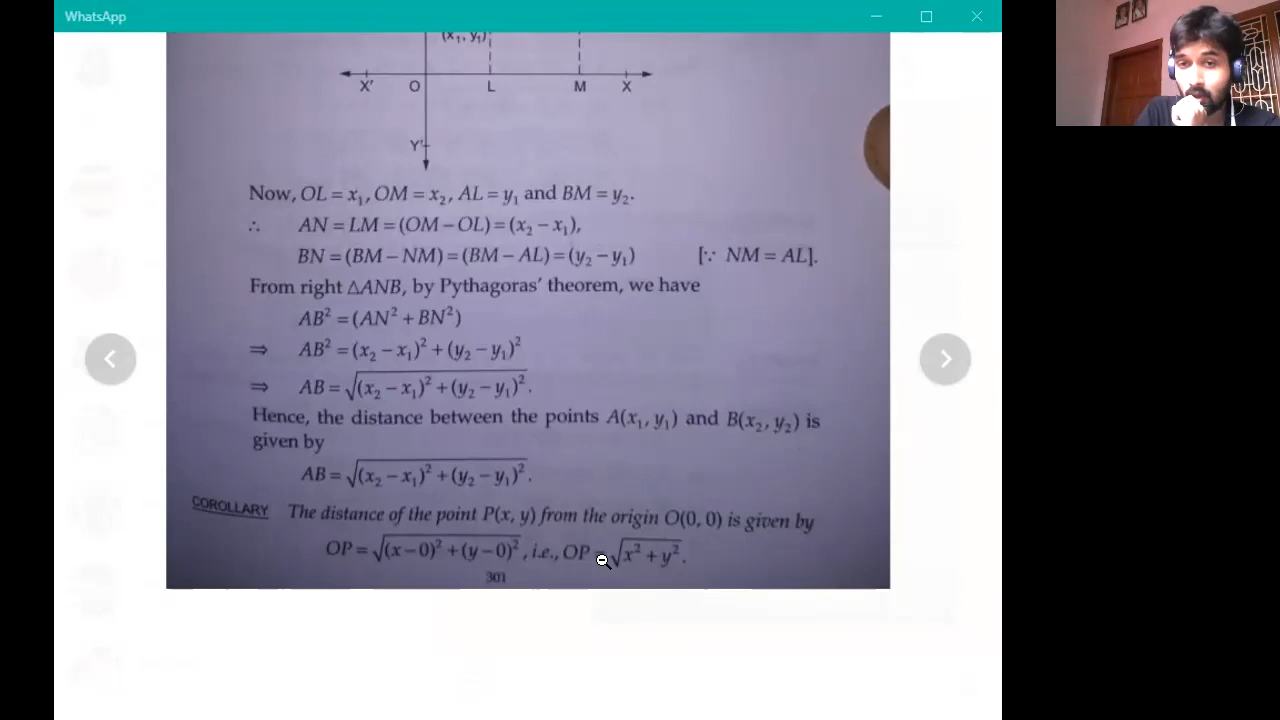 WhatsApp
(x₁, y₁)
X' O L M X
Y'
Now, OL = x₁, OM = x₂, AL = y₁ and BM = y₂.
∴ AN = LM = (OM – OL) = (x₂ – x₁),
BN = (BM – NM) = (BM – AL) = (y₂ – y₁) [∵ NM = AL].
From right △ANB, by Pythagoras' theorem, we have
AB² = (AN² + BN²)
⇒ AB² = (x₂ – x₁)² + (y₂ – y₁)²
⇒ AB = √(x₂ – x₁)² + (y₂ – y₁)².
Hence, the distance between the points A(x₁, y₁) and B(x₂, y₂) is
given by
AB = √(x₂ – x₁)² + (y₂ – y₁)².
COROLLARY The distance of the point P(x, y) from the origin O(0, 0) is given by
OP = √(x – 0)² + (y – 0)², i.e., OP = √x² + y².
301